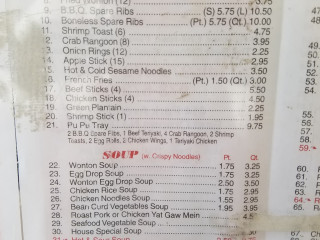 8. Fried Wonton (12) 3.75
9. B.B.Q. Spare Ribs (S) 5.75 (L) 10.50
10. Boneless Spare Ribs (Pt.) 5.75 (Qt.) 10.00
11. Shrimp Toast (6) 4.75
12. Crab Rangoon (8) 3.95
13. Onion Rings (12) 2.25
14. Apple Stick (15) 2.95
15. Hot & Cold Sesame Noodles 3.50
16. French Fries (Pt.) 1.50 (Qt.) 3.00
17. Beef Sticks (4) 5.50
18. Chicken Sticks (4) 4.50
19. Green Plantain 2.25
20. Shrimp Stick (1) 1.95
21. Pu Pu Tray 9.75
2 B.B.Q Spare Ribs, 1 Beef Teriyaki, 4 Crab Rangoon, 2 Shrimp
Toasts, 2 Egg Rolls, 2 Chicken Wings, 1 Teriyaki Chicken
SOUP (w. Crispy Noodles) Pt. Qt.
22. Wonton Soup 1.75 3.25
23. Egg Drop Soup 1.75 3.25
24. Wonton Egg Drop Soup 2.50 3.50
25. Chicken Rice Soup 1.75 2.95
26. Chicken Noodles Soup 1.55 2.95
27. Bean Curd Vegetables Soup 1.95 3.95
28. Roast Pork or Chicken Yat Gaw Mein
29. Seafood Vegetable Soup
30. House Special Soup
47
48
55.
56.
57.
58.
59.
60.
61.
62.
63.
64.
65.